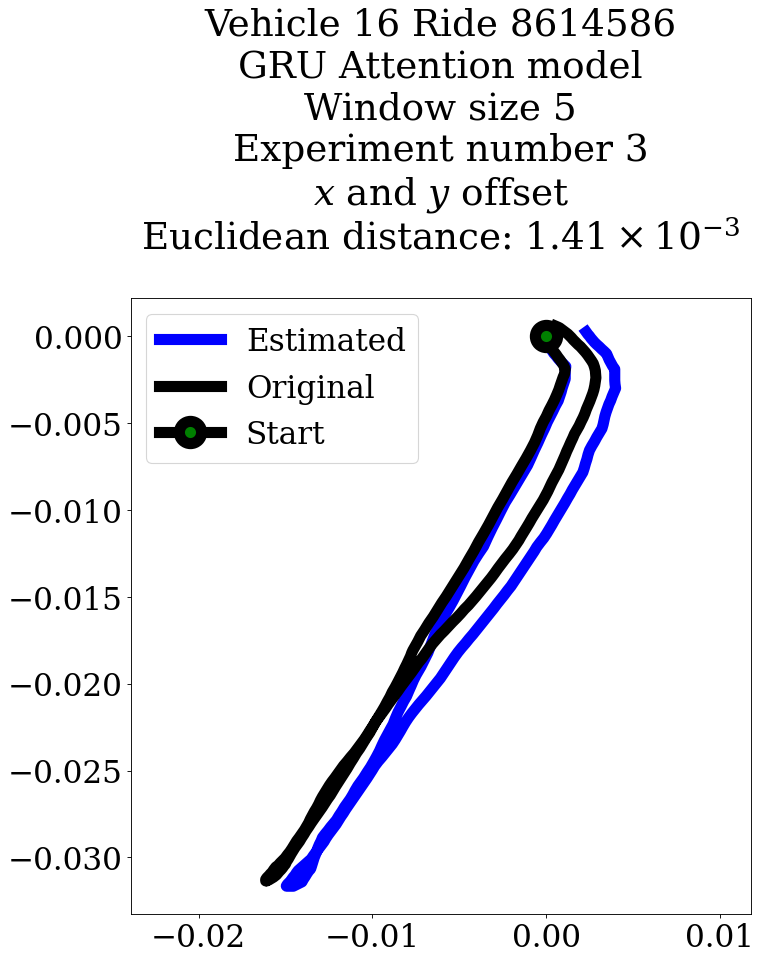 Vehicle 16 Ride 8614586
GRU Attention model
Window size 5
Experiment number 3
x and y offset
Euclidean distance: 1.41 × 10⁻³
Estimated
Original
Start
0.000
−0.005
−0.010
−0.015
−0.020
−0.025
−0.030
−0.02 −0.01 0.00 0.01